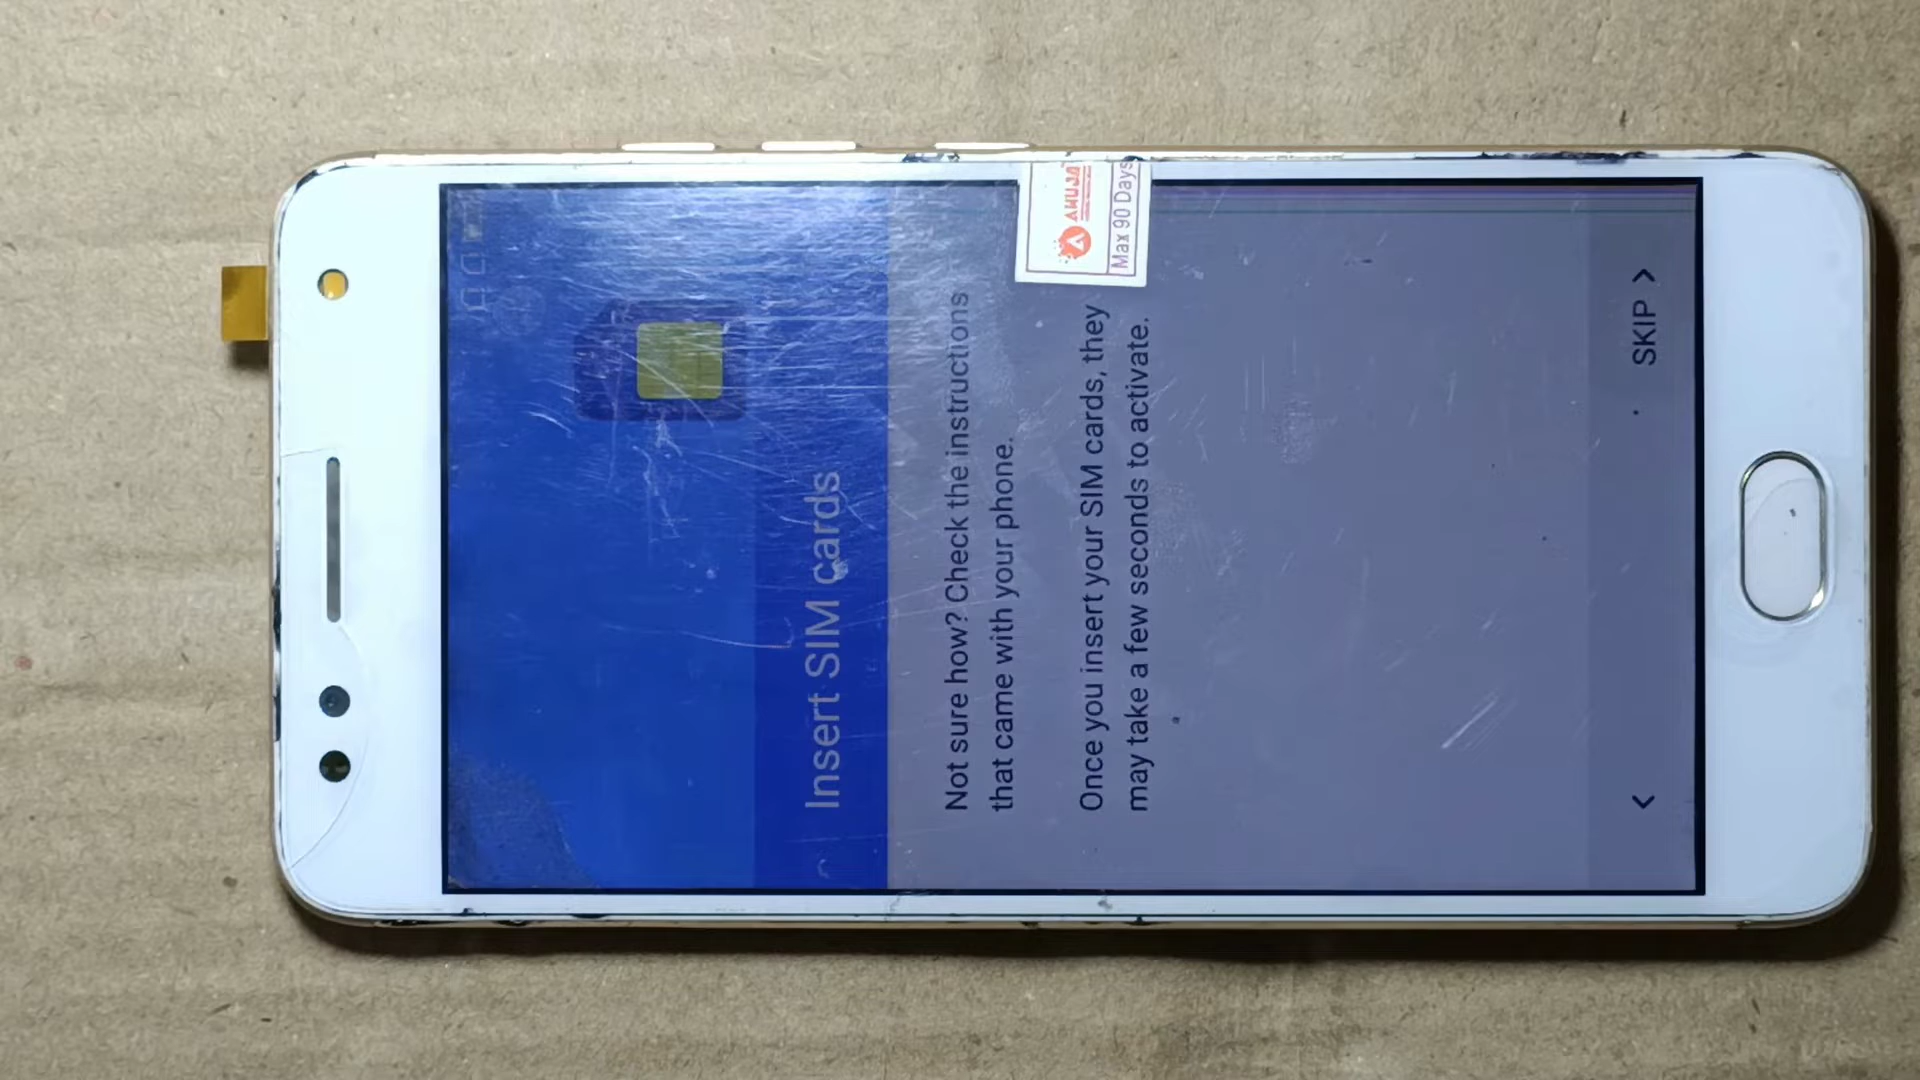 Insert SIM cards
Not sure how? Check the instructions
that came with your phone.
Once you insert your SIM cards, they
may take a few seconds to activate.
SKIP
AHUJA
Max 90 Days